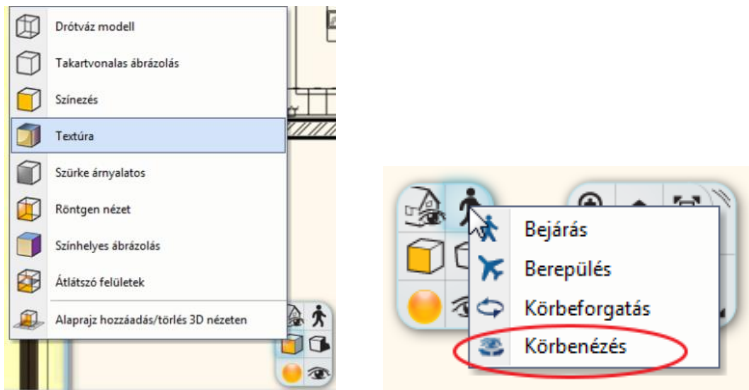 Drótváz modell
Takartvonalas ábrázolás
Színezés
Textúra
Szürke árnyalatos
Röntgen nézet
Színhelyes ábrázolás
Átlátszó felületek
Alaprajz hozzáadás/törlés 3D nézeten
Bejárás
Berepülés
Körbeforgatás
Körbenézés